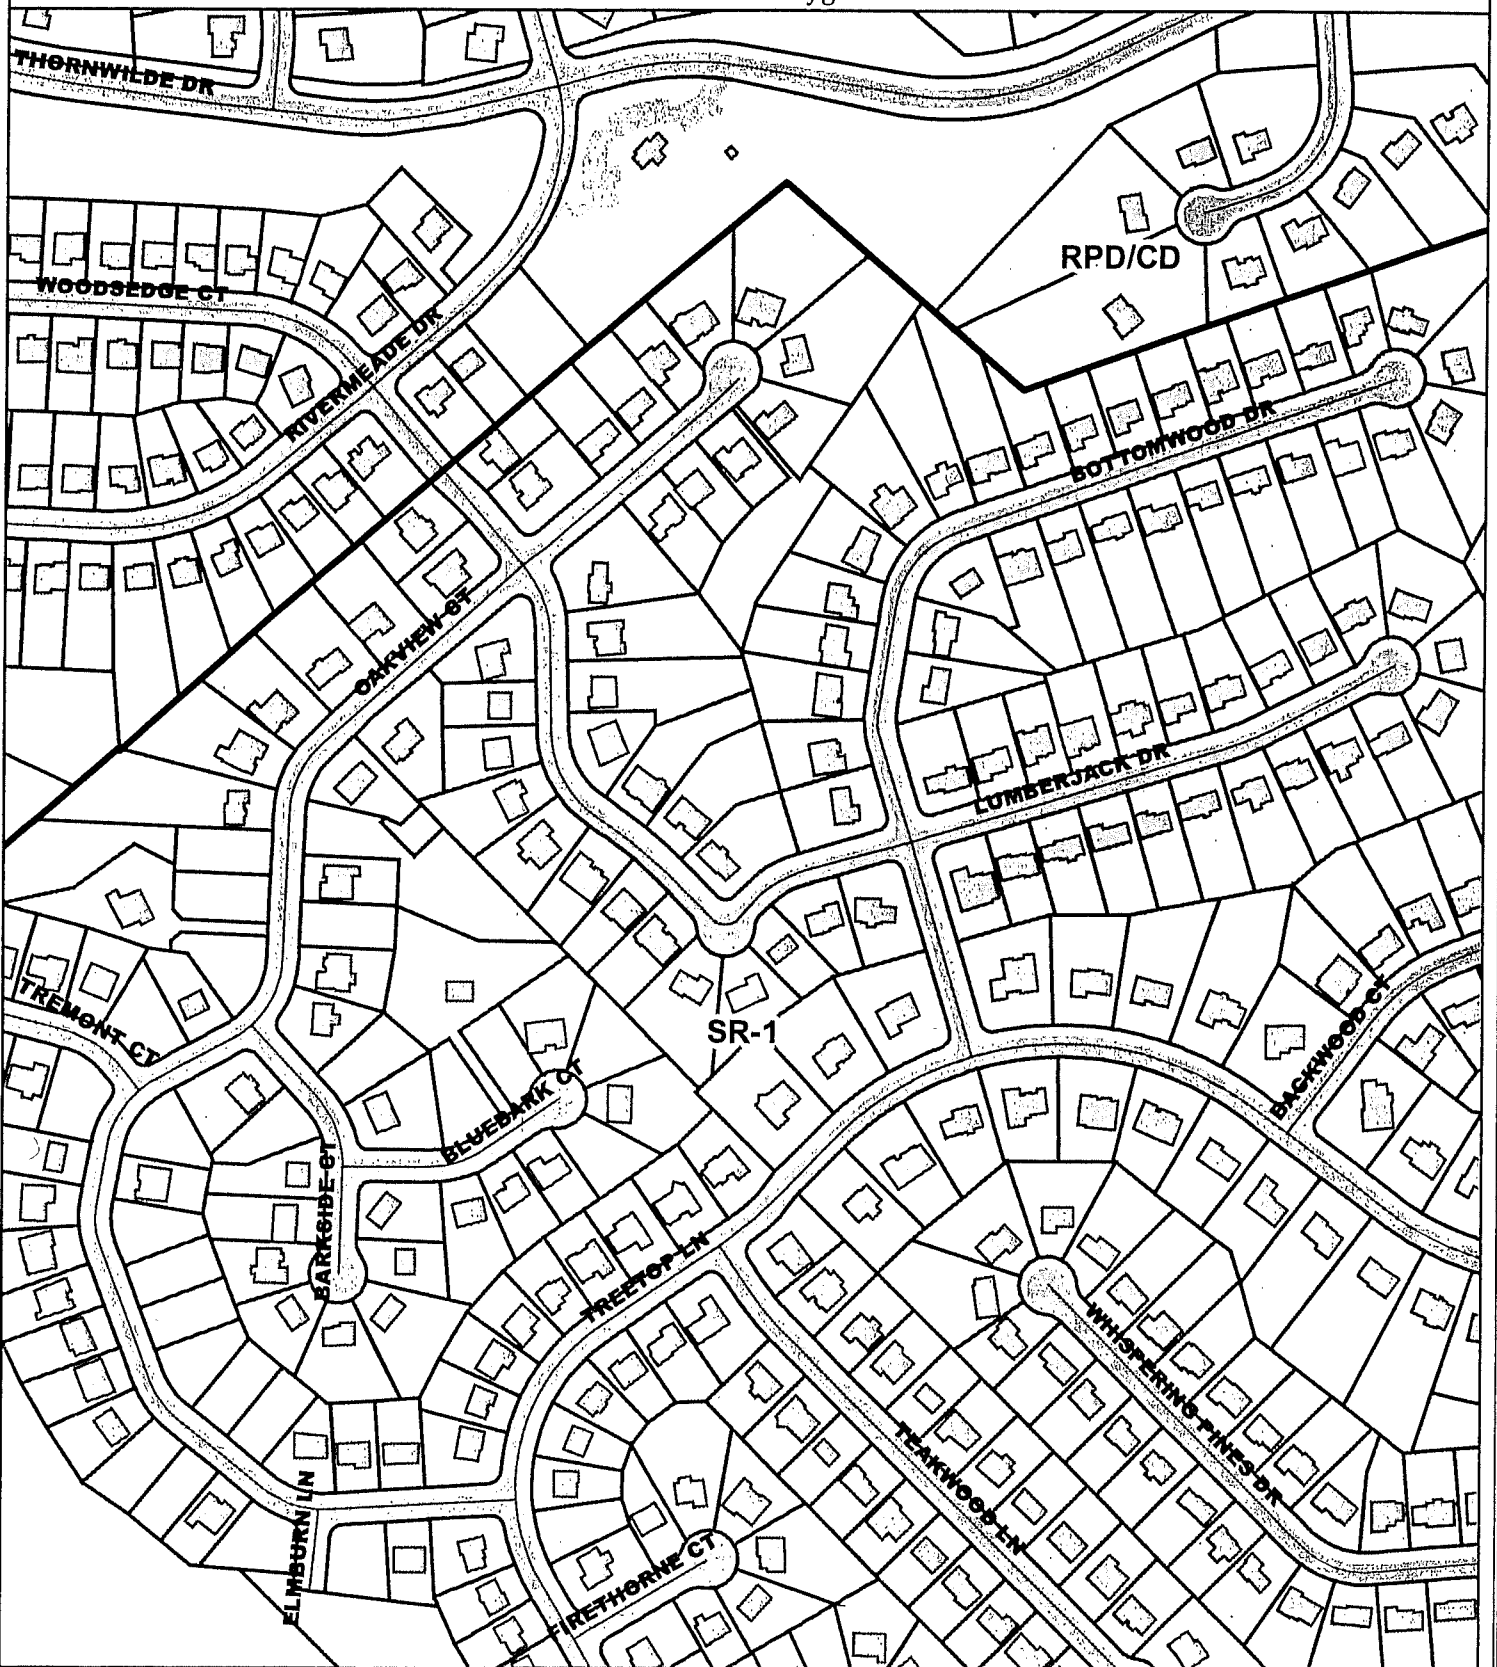 THORNWILDE DR
RPD/CD
WOODSEDGE CT
RIVERMEADE DR
BOTTOMWOOD DR
OAKVIEW CT
LUMBERJACK DR
TREMONT CT
SR-1
BACKWOOD CT
BLUEBARK CT
BARKSIDE CT
TREETOP LN
WHISPERING PINES DR
TEAKWOOD LN
ELMBURN LN
FIRETHORNE CT